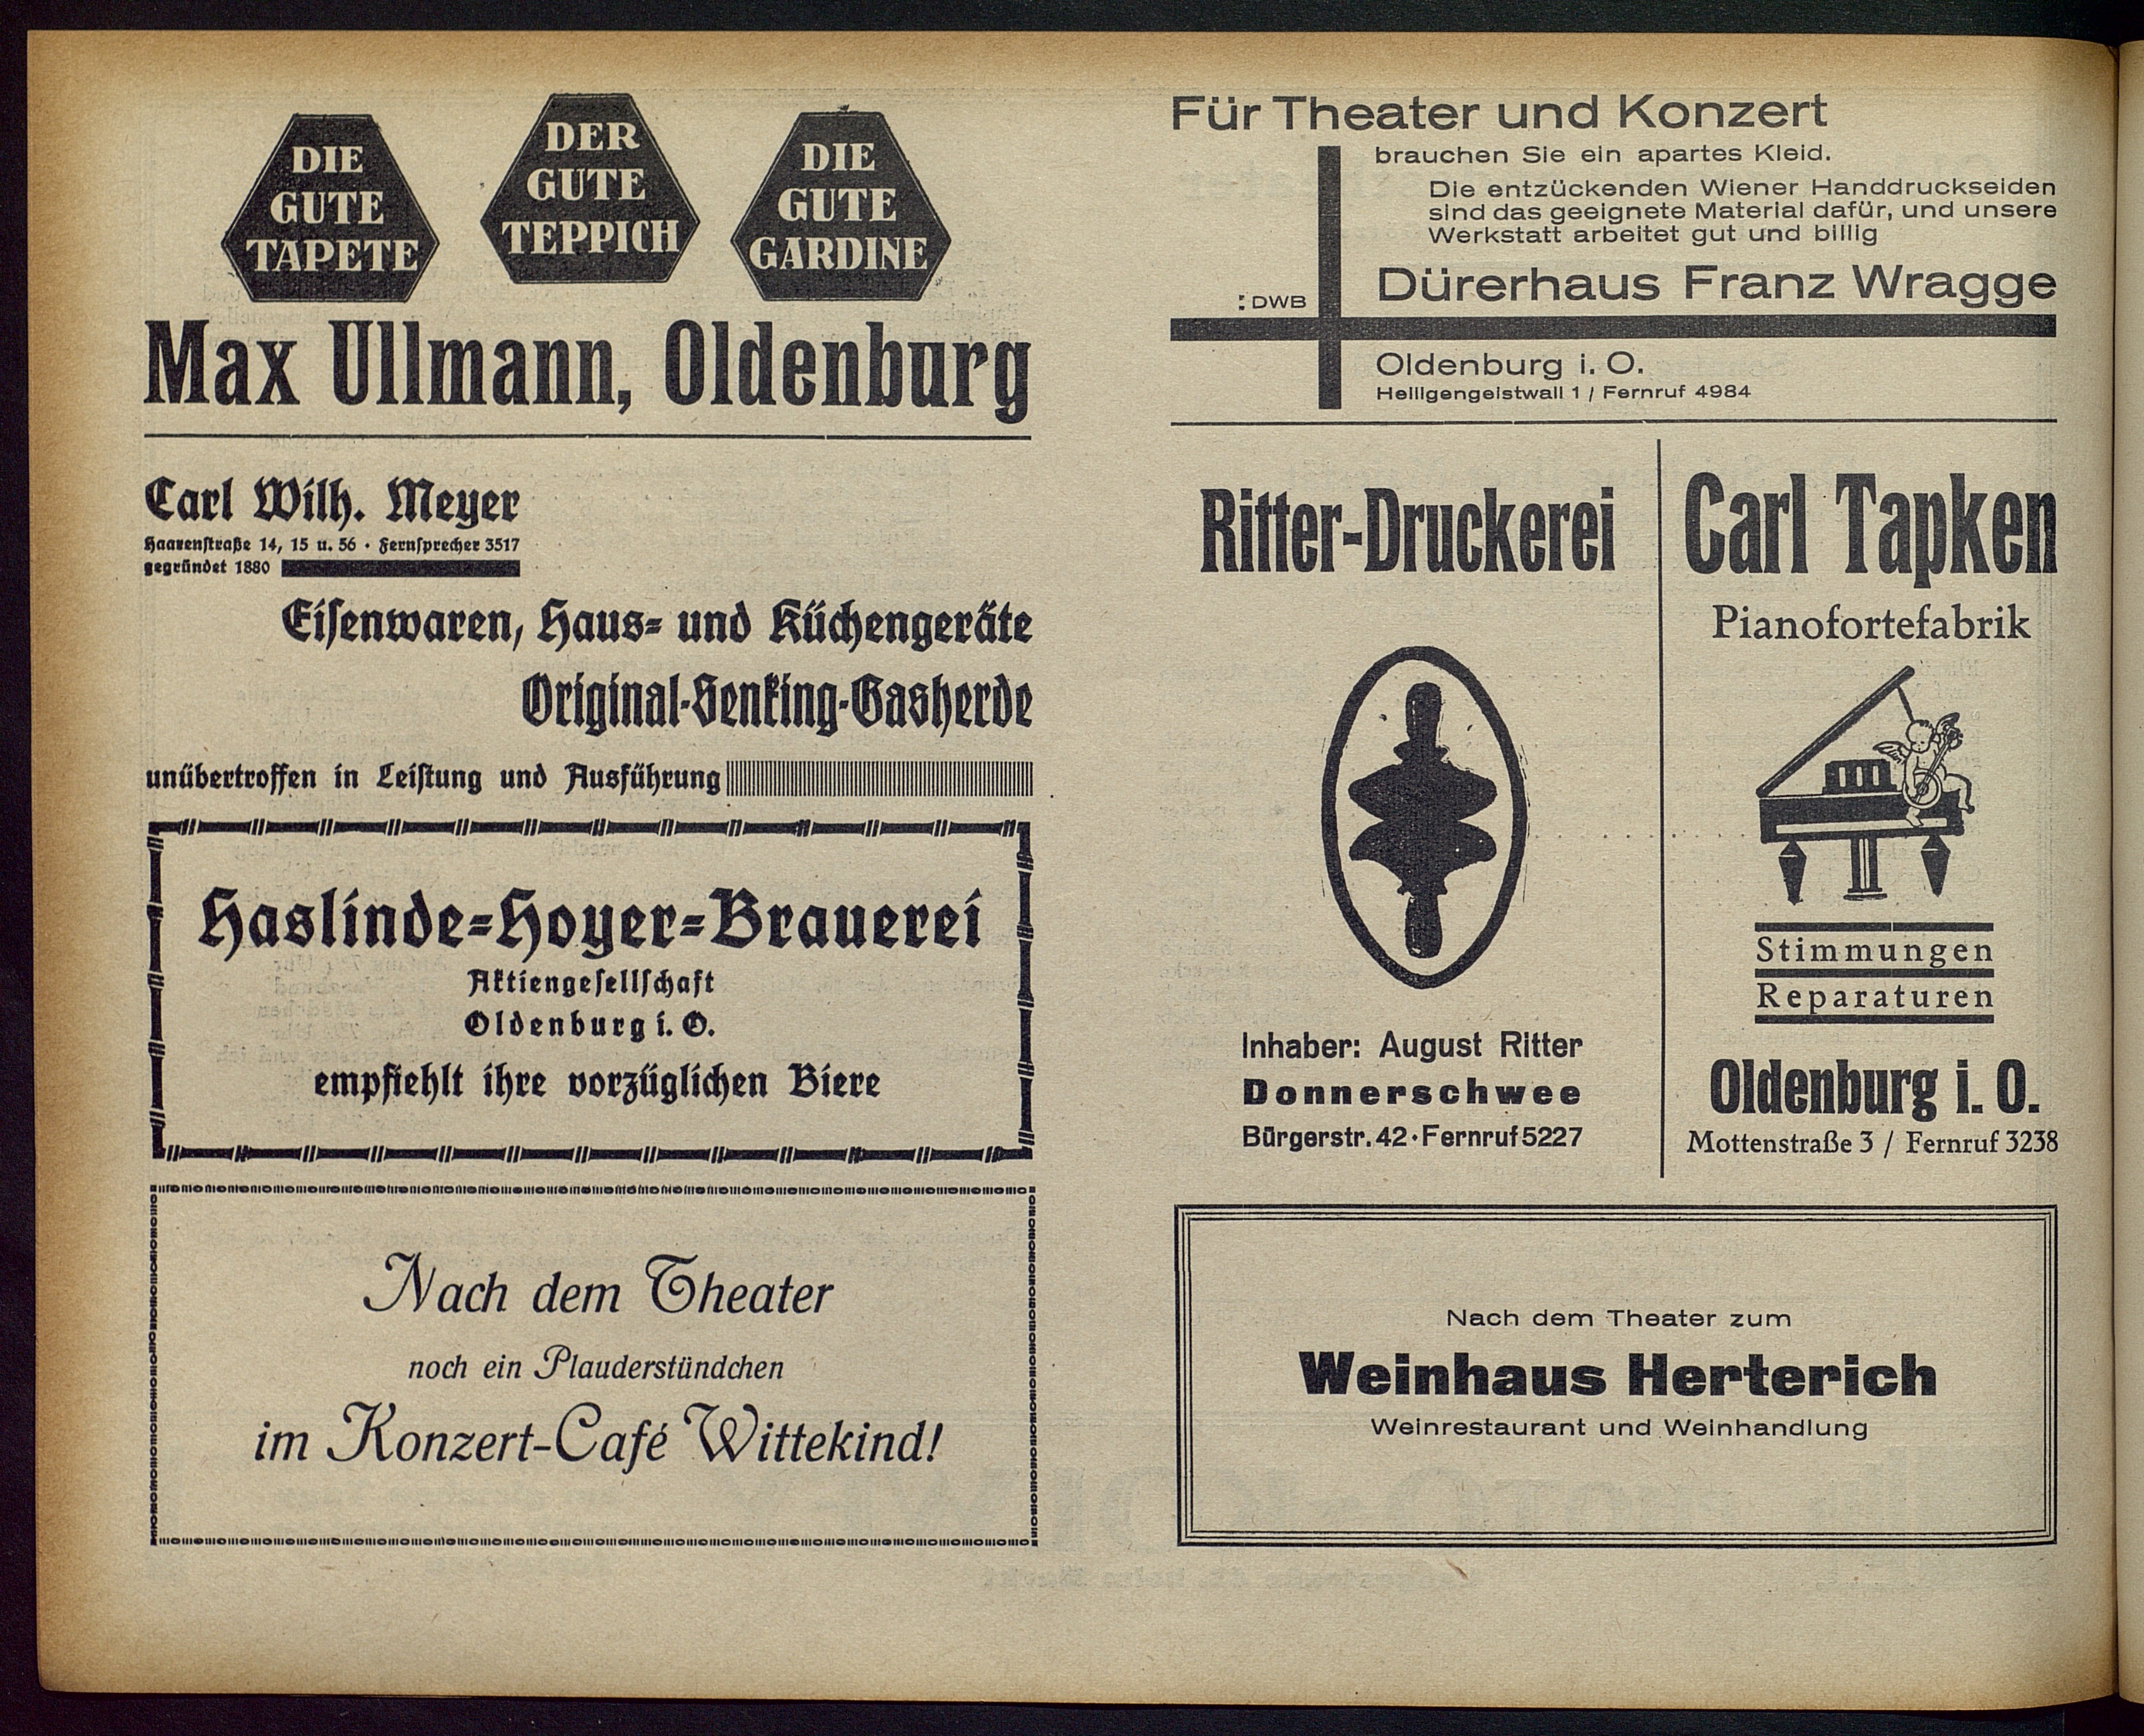 DIE
GUTE
TAPETE
DER
GUTE
TEPPICH
DIE
GUTE
GARDINE
Max Ullmann, Oldenburg
Carl Wilh. Meyer
Haarenstraße 14, 15 u. 56 · Fernsprecher 3517
gegründet 1880
Eisenwaren, Haus- und Küchengeräte
Original-Senking-Gasherde
unübertroffen in Leistung und Ausführung
Haslinde-Hoyer-Brauerei
Aktiengesellschaft
Oldenburg i. O.
empfiehlt ihre vorzüglichen Biere
Nach dem Theater
noch ein Plauderstündchen
im Konzert-Café Wittekind!
Für Theater und Konzert
brauchen Sie ein apartes Kleid.
Die entzückenden Wiener Handdruckseiden
sind das geeignete Material dafür, und unsere
Werkstatt arbeitet gut und billig
Dürerhaus Franz Wragge
: DWB
Oldenburg i. O.
Heiligengeistwall 1 / Fernruf 4984
Ritter-Druckerei
Inhaber: August Ritter
Donnerschwee
Bürgerstr. 42 · Fernruf 5227
Carl Tapken
Pianofortefabrik
Stimmungen
Reparaturen
Oldenburg i. O.
Mottenstraße 3 / Fernruf 3238
Nach dem Theater zum
Weinhaus Herterich
Weinrestaurant und Weinhandlung